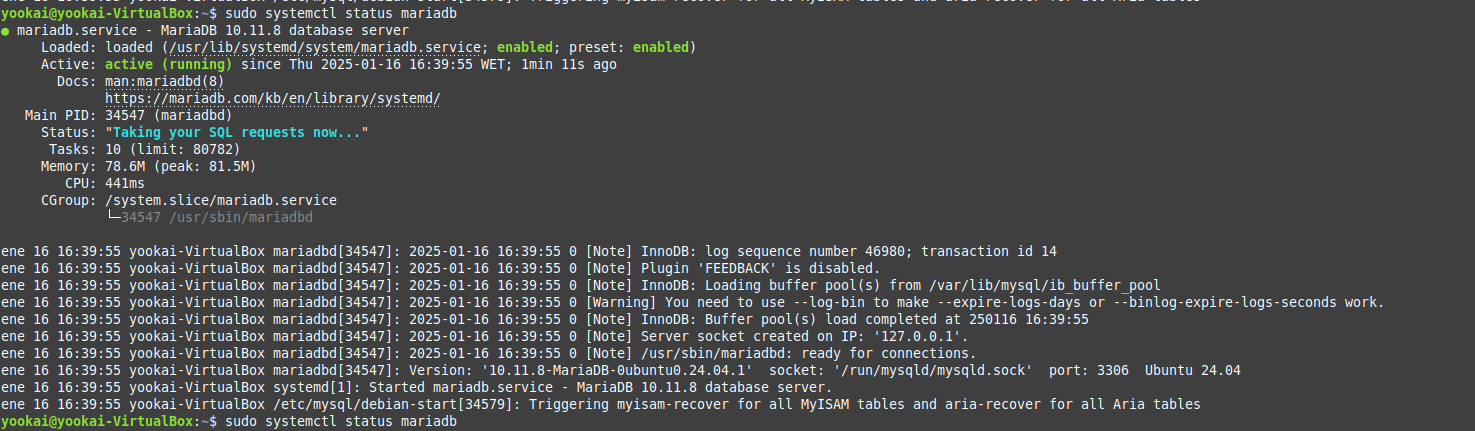 yookai@yookai-VirtualBox:~$ sudo systemctl status mariadb
● mariadb.service - MariaDB 10.11.8 database server
Loaded: loaded (/usr/lib/systemd/system/mariadb.service; enabled; preset: enabled)
Active: active (running) since Thu 2025-01-16 16:39:55 WET; 1min 11s ago
Docs: man:mariadbd(8)
https://mariadb.com/kb/en/library/systemd/
Main PID: 34547 (mariadbd)
Status: "Taking your SQL requests now..."
Tasks: 10 (limit: 80782)
Memory: 78.6M (peak: 81.5M)
CPU: 441ms
CGroup: /system.slice/mariadb.service
└─34547 /usr/sbin/mariadbd
ene 16 16:39:55 yookai-VirtualBox mariadbd[34547]: 2025-01-16 16:39:55 0 [Note] InnoDB: log sequence number 46980; transaction id 14
ene 16 16:39:55 yookai-VirtualBox mariadbd[34547]: 2025-01-16 16:39:55 0 [Note] Plugin 'FEEDBACK' is disabled.
ene 16 16:39:55 yookai-VirtualBox mariadbd[34547]: 2025-01-16 16:39:55 0 [Note] InnoDB: Loading buffer pool(s) from /var/lib/mysql/ib_buffer_pool
ene 16 16:39:55 yookai-VirtualBox mariadbd[34547]: 2025-01-16 16:39:55 0 [Warning] You need to use --log-bin to make --expire-logs-days or --binlog-expire-logs-seconds work.
ene 16 16:39:55 yookai-VirtualBox mariadbd[34547]: 2025-01-16 16:39:55 0 [Note] InnoDB: Buffer pool(s) load completed at 250116 16:39:55
ene 16 16:39:55 yookai-VirtualBox mariadbd[34547]: 2025-01-16 16:39:55 0 [Note] Server socket created on IP: '127.0.0.1'.
ene 16 16:39:55 yookai-VirtualBox mariadbd[34547]: 2025-01-16 16:39:55 0 [Note] /usr/sbin/mariadbd: ready for connections.
ene 16 16:39:55 yookai-VirtualBox mariadbd[34547]: Version: '10.11.8-MariaDB-0ubuntu0.24.04.1'  socket: '/run/mysqld/mysqld.sock'  port: 3306  Ubuntu 24.04
ene 16 16:39:55 yookai-VirtualBox systemd[1]: Started mariadb.service - MariaDB 10.11.8 database server.
ene 16 16:39:55 yookai-VirtualBox /etc/mysql/debian-start[34579]: Triggering myisam-recover for all MyISAM tables and aria-recover for all Aria tables
yookai@yookai-VirtualBox:~$ sudo systemctl status mariadb